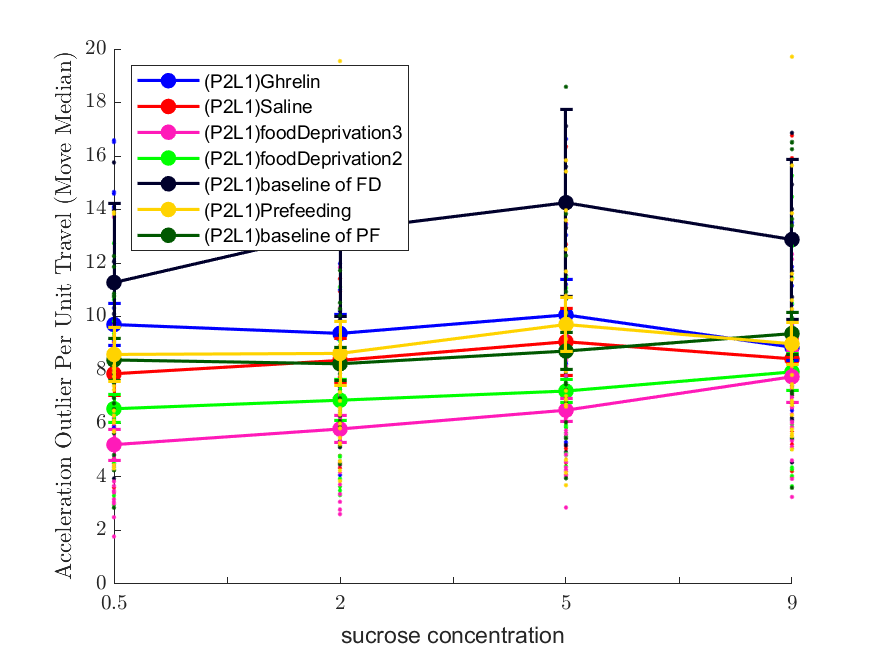 Acceleration Outlier Per Unit Travel (Move Median)
20
18
16
14
12
10
8
6
4
2
0
(P2L1)Ghrelin
(P2L1)Saline
(P2L1)foodDeprivation3
(P2L1)foodDeprivation2
(P2L1)baseline of FD
(P2L1)Prefeeding
(P2L1)baseline of PF
0.5 2 5 9
sucrose concentration